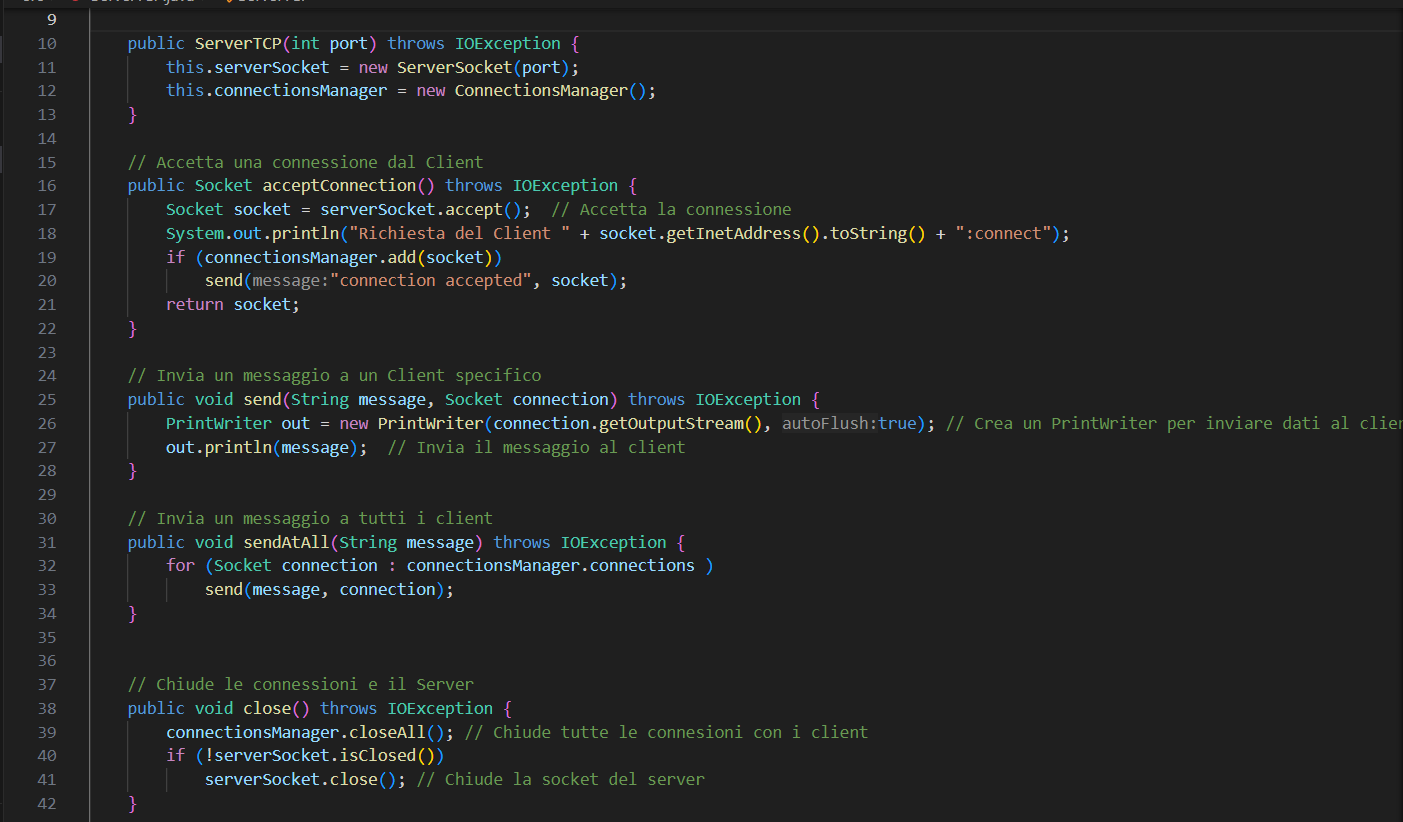 9
10 public ServerTCP(int port) throws IOException {
11 this.serverSocket = new ServerSocket(port);
12 this.connectionsManager = new ConnectionsManager();
13 }
14
15 // Accetta una connessione dal Client
16 public Socket acceptConnection() throws IOException {
17 Socket socket = serverSocket.accept();  // Accetta la connessione
18 System.out.println("Richiesta del Client " + socket.getInetAddress().toString() + ":connect");
19 if (connectionsManager.add(socket))
20 send(message:"connection accepted", socket);
21 return socket;
22 }
23
24 // Invia un messaggio a un Client specifico
25 public void send(String message, Socket connection) throws IOException {
26 PrintWriter out = new PrintWriter(connection.getOutputStream(), autoFlush:true); // Crea un PrintWriter per inviare dati al clien
27 out.println(message);  // Invia il messaggio al client
28 }
29
30 // Invia un messaggio a tutti i client
31 public void sendAtAll(String message) throws IOException {
32 for (Socket connection : connectionsManager.connections )
33 send(message, connection);
34 }
35
36
37 // Chiude le connessioni e il Server
38 public void close() throws IOException {
39 connectionsManager.closeAll(); // Chiude tutte le connesioni con i client
40 if (!serverSocket.isClosed())
41 serverSocket.close(); // Chiude la socket del server
42 }